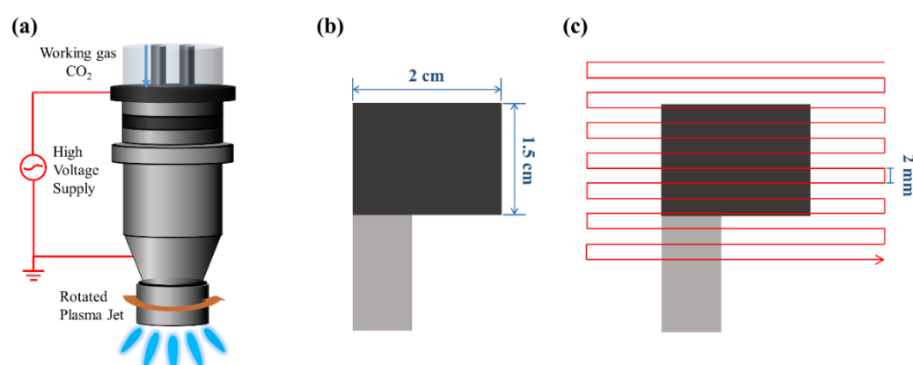 (a)
Working gas
CO₂
High
Voltage
Supply
Rotated
Plasma Jet
(b)
2 cm
1.5 cm
(c)
2 mm